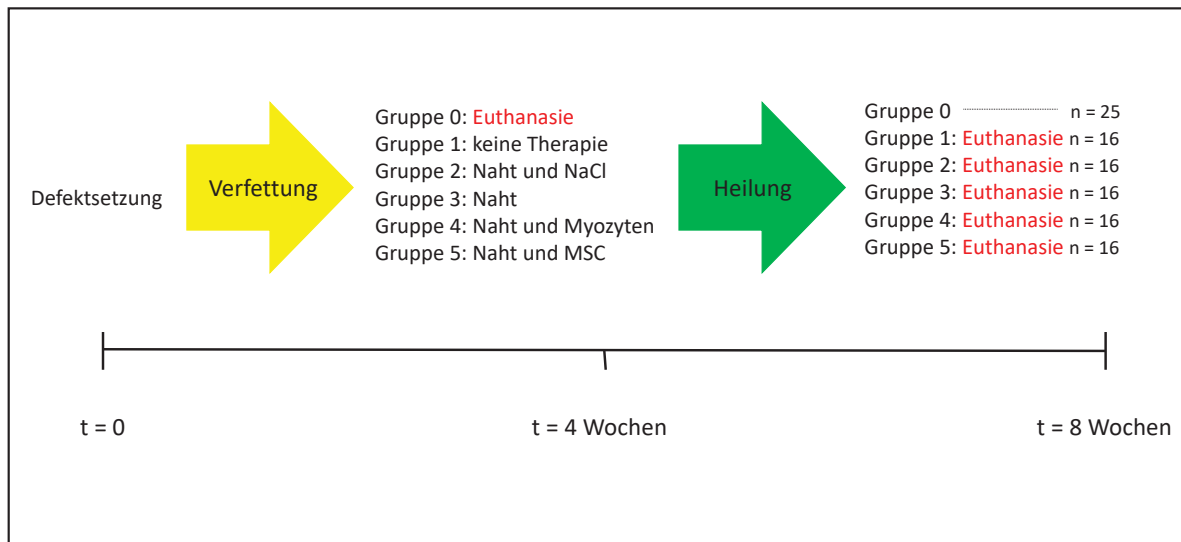 Defektsetzung
Verfettung
Gruppe 0: Euthanasie
Gruppe 1: keine Therapie
Gruppe 2: Naht und NaCl
Gruppe 3: Naht
Gruppe 4: Naht und Myozyten
Gruppe 5: Naht und MSC
Heilung
Gruppe 0 n = 25
Gruppe 1: Euthanasie n = 16
Gruppe 2: Euthanasie n = 16
Gruppe 3: Euthanasie n = 16
Gruppe 4: Euthanasie n = 16
Gruppe 5: Euthanasie n = 16
t = 0
t = 4 Wochen
t = 8 Wochen